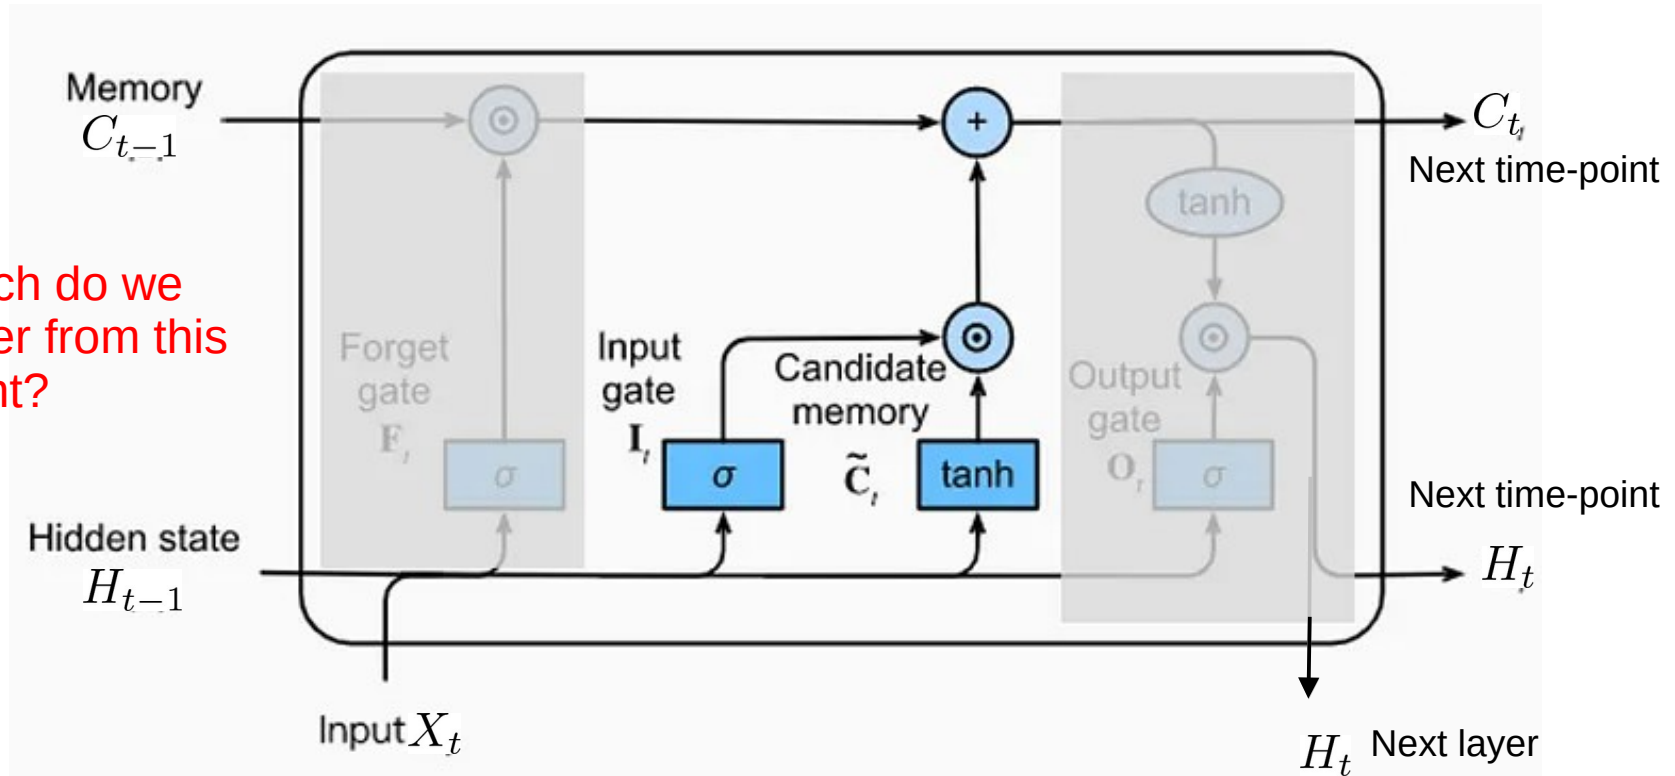 Memory
C_{t-1}
+
C_t
Next time-point
tanh
ch do we
er from this
nt?
Forget
gate
F_t
Input
gate
I_t
Candidate
memory
C̃_t
Output
gate
O_t
σ
σ
tanh
σ
Next time-point
Hidden state
H_{t-1}
H_t
Input X_t
H_t Next layer